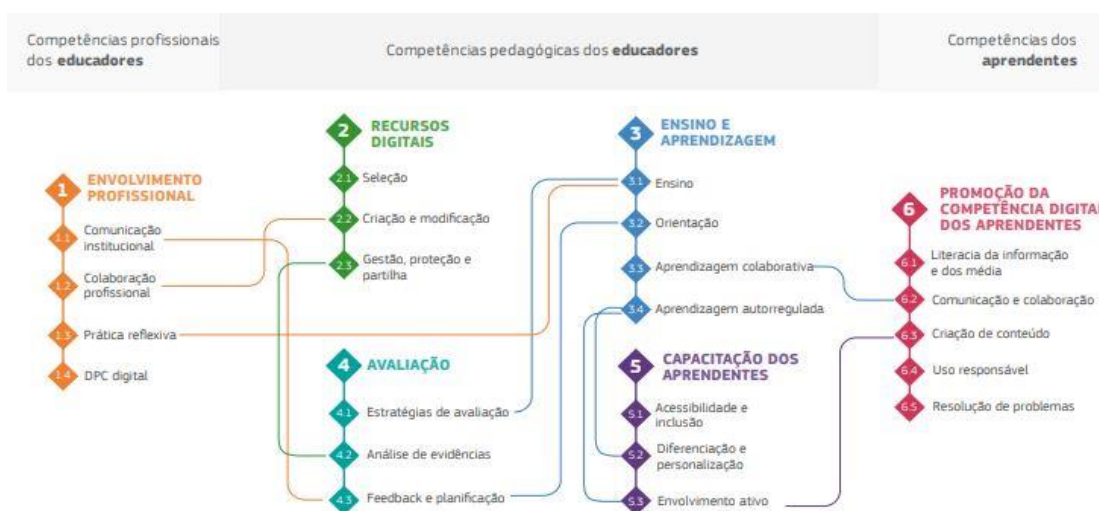 Competências profissionais
dos educadores
Competências pedagógicas dos educadores
Competências dos
aprendentes
1
ENVOLVIMENTO
PROFISSIONAL
1.1
Comunicação
institucional
1.2
Colaboração
profissional
1.3
Prática reflexiva
1.4
DPC digital
2
RECURSOS
DIGITAIS
2.1
Seleção
2.2
Criação e modificação
2.3
Gestão, proteção e
partilha
4
AVALIAÇÃO
4.1
Estratégias de avaliação
4.2
Análise de evidências
4.3
Feedback e planificação
3
ENSINO E
APRENDIZAGEM
3.1
Ensino
3.2
Orientação
3.3
Aprendizagem colaborativa
3.4
Aprendizagem autorregulada
5
CAPACITAÇÃO DOS
APRENDENTES
5.1
Acessibilidade e
inclusão
5.2
Diferenciação e
personalização
5.3
Envolvimento ativo
6
PROMOÇÃO DA
COMPETÊNCIA DIGITA
DOS APRENDENTES
6.1
Literacia da informação
e dos média
6.2
Comunicação e colaboração
6.3
Criação de conteúdo
6.4
Uso responsável
6.5
Resolução de problemas